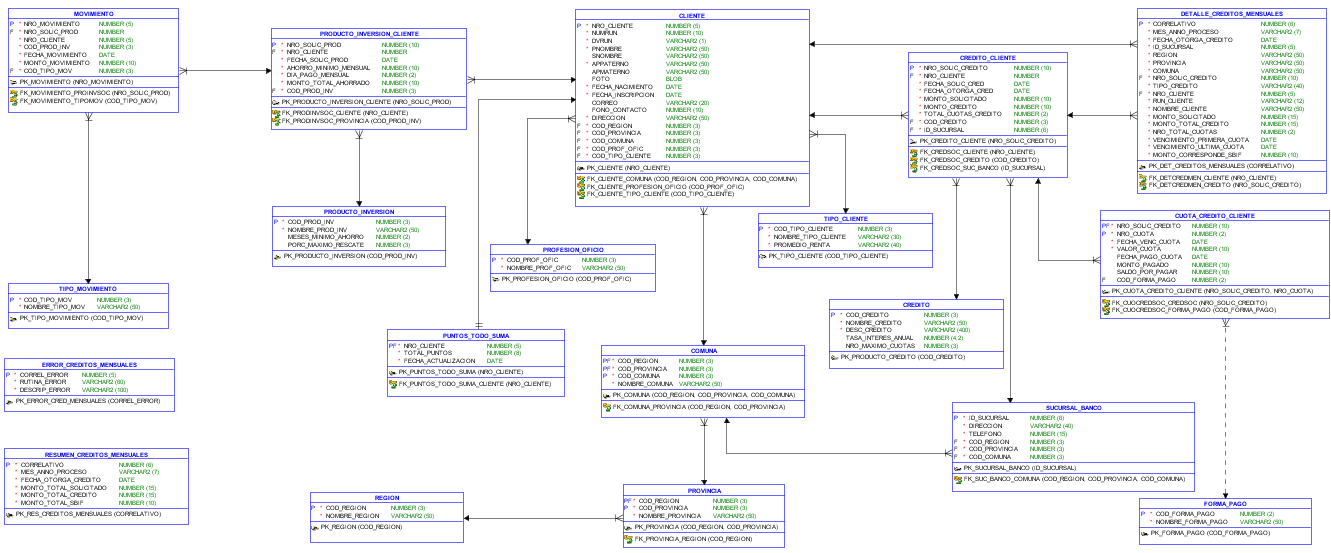 MOVIMIENTO
P * NRO_MOVIMIENTO NUMBER (5)
F * NRO_SOLIC_PROD NUMBER
* NRO_CLIENTE NUMBER (5)
* COD_PROD_INV NUMBER (3)
* FECHA_MOVIMIENTO DATE
* MONTO_MOVIMIENTO NUMBER (10)
F * COD_TIPO_MOV NUMBER (3)
PK_MOVIMIENTO (NRO_MOVIMIENTO)
FK_MOVIMIENTO_PROINVSOC (NRO_SOLIC_PROD)
FK_MOVIMIENTO_TIPOMOV (COD_TIPO_MOV)
PRODUCTO_INVERSION_CLIENTE
P * NRO_SOLIC_PROD NUMBER (10)
F * NRO_CLIENTE NUMBER
* FECHA_SOLIC_PROD DATE
* AHORRO_MINIMO_MENSUAL NUMBER (10)
* DIA_PAGO_MENSUAL NUMBER (2)
* MONTO_TOTAL_AHORRADO NUMBER (10)
F * COD_PROD_INV NUMBER (3)
PK_PRODUCTO_INVERSION_CLIENTE (NRO_SOLIC_PROD)
FK_PRODINVSOC_CLIENTE (NRO_CLIENTE)
FK_PRODINVSOC_PRODINVSOC (COD_PROD_INV)
CLIENTE
P * NRO_CLIENTE NUMBER (5)
* NUMRUN NUMBER (10)
* DVRUN VARCHAR2 (1)
* PNOMBRE VARCHAR2 (50)
SNOMBRE VARCHAR2 (50)
* APPATERNO VARCHAR2 (50)
APMATERNO VARCHAR2 (50)
FOTO BLOB
* FECHA_NACIMIENTO DATE
* FECHA_INSCRIPCION DATE
CORREO VARCHAR2 (20)
FONO_CONTACTO NUMBER (10)
* DIRECCION VARCHAR2 (50)
F * COD_REGION NUMBER (3)
F * COD_PROVINCIA NUMBER (3)
F * COD_COMUNA NUMBER (3)
F * COD_PROF_OFIC NUMBER (3)
F * COD_TIPO_CLIENTE NUMBER (3)
PK_CLIENTE (NRO_CLIENTE)
FK_CLIENTE_COMUNA (COD_REGION, COD_PROVINCIA, COD_COMUNA)
FK_CLIENTE_PROFESION_OFICIO (COD_PROF_OFIC)
FK_CLIENTE_TIPO_CLIENTE (COD_TIPO_CLIENTE)
CREDITO_CLIENTE
P * NRO_SOLIC_CREDITO NUMBER (10)
F * NRO_CLIENTE NUMBER
* FECHA_SOLIC_CRED DATE
* FECHA_OTORGA_CRED DATE
* MONTO_SOLICITADO NUMBER (10)
* MONTO_CREDITO NUMBER (10)
* TOTAL_CUOTAS_CREDITO NUMBER (2)
F * COD_CREDITO NUMBER (3)
F * ID_SUCURSAL NUMBER (6)
PK_CREDITO_CLIENTE (NRO_SOLIC_CREDITO)
FK_CREDSOC_CLIENTE (NRO_CLIENTE)
FK_CREDSOC_CREDITO (COD_CREDITO)
FK_CREDSOC_SUC_BANCO (ID_SUCURSAL)
DETALLE_CREDITOS_MENSUALES
P * CORRELATIVO NUMBER (6)
* MES_ANNO_PROCESO VARCHAR2 (7)
* FECHA_OTORGA_CREDITO DATE
* ID_SUCURSAL NUMBER (5)
* REGION VARCHAR2 (50)
* PROVINCIA VARCHAR2 (50)
* COMUNA VARCHAR2 (50)
F * NRO_SOLIC_CREDITO NUMBER (10)
* TIPO_CREDITO VARCHAR2 (40)
F * NRO_CLIENTE NUMBER (5)
* RUN_CLIENTE VARCHAR2 (12)
* NOMBRE_CLIENTE VARCHAR2 (50)
* MONTO_SOLICITADO NUMBER (15)
* MONTO_TOTAL_CREDITO NUMBER (15)
* NRO_TOTAL_CUOTAS NUMBER (2)
* VENCIMIENTO_PRIMERA_CUOTA DATE
* VENCIMIENTO_ULTIMA_CUOTA DATE
* MONTO_CORRESPONDE_SBIF NUMBER (10)
PK_DET_CREDITOS_MENSUALES (CORRELATIVO)
FK_DETCREDMEN_CLIENTE (NRO_CLIENTE)
FK_DETCREDMEN_CREDITO (NRO_SOLIC_CREDITO)
PRODUCTO_INVERSION
P * COD_PROD_INV NUMBER (3)
* NOMBRE_PROD_INV VARCHAR2 (50)
MESES_MINIMO_AHORRO NUMBER (2)
PORC_MAXIMO_RESCATE NUMBER (3)
PK_PRODUCTO_INVERSION (COD_PROD_INV)
PROFESION_OFICIO
P * COD_PROF_OFIC NUMBER (3)
* NOMBRE_PROF_OFIC VARCHAR2 (50)
PK_PROFESION_OFICIO (COD_PROF_OFIC)
TIPO_CLIENTE
P * COD_TIPO_CLIENTE NUMBER (3)
* NOMBRE_TIPO_CLIENTE VARCHAR2 (30)
* PROMEDIO_RENTA VARCHAR2 (40)
PK_TIPO_CLIENTE (COD_TIPO_CLIENTE)
CUOTA_CREDITO_CLIENTE
PF * NRO_SOLIC_CREDITO NUMBER (10)
P * NRO_CUOTA NUMBER (2)
* FECHA_VENC_CUOTA DATE
* VALOR_CUOTA NUMBER (10)
FECHA_PAGO_CUOTA DATE
MONTO_PAGADO NUMBER (10)
SALDO_POR_PAGAR NUMBER (10)
F COD_FORMA_PAGO NUMBER (2)
PK_CUOTA_CREDITO_CLIENTE (NRO_SOLIC_CREDITO, NRO_CUOTA)
FK_CUOCREDSOC_CREDSOC (NRO_SOLIC_CREDITO)
FK_CUOCREDSOC_FORMA_PAGO (COD_FORMA_PAGO)
TIPO_MOVIMIENTO
P * COD_TIPO_MOV NUMBER (3)
* NOMBRE_TIPO_MOV VARCHAR2 (50)
PK_TIPO_MOVIMIENTO (COD_TIPO_MOV)
CREDITO
P * COD_CREDITO NUMBER (3)
* NOMBRE_CREDITO VARCHAR2 (50)
* DESC_CREDITO VARCHAR2 (400)
TASA_INTERES_ANUAL NUMBER (4,2)
NRO_MAXIMO_CUOTAS NUMBER (3)
PK_PRODUCTO_CREDITO (COD_CREDITO)
PUNTOS_TODO_SUMA
PF * NRO_CLIENTE NUMBER (5)
* TOTAL_PUNTOS NUMBER (8)
* FECHA_ACTUALIZACION DATE
PK_PUNTOS_TODO_SUMA (NRO_CLIENTE)
FK_PUNTOS_TODO_SUMA_CLIENTE (NRO_CLIENTE)
COMUNA
PF * COD_REGION NUMBER (3)
PF * COD_PROVINCIA NUMBER (3)
P * COD_COMUNA NUMBER (3)
* NOMBRE_COMUNA VARCHAR2 (50)
PK_COMUNA (COD_REGION, COD_PROVINCIA, COD_COMUNA)
FK_COMUNA_PROVINCIA (COD_REGION, COD_PROVINCIA)
ERROR_CREDITOS_MENSUALES
P * CORREL_ERROR NUMBER (5)
* RUTINA_ERROR VARCHAR2 (80)
* DESCRIP_ERROR VARCHAR2 (100)
PK_ERROR_CRED_MENSUALES (CORREL_ERROR)
SUCURSAL_BANCO
P * ID_SUCURSAL NUMBER (6)
* DIRECCION VARCHAR2 (40)
* TELEFONO NUMBER (15)
F * COD_REGION NUMBER (3)
F * COD_PROVINCIA NUMBER (3)
F * COD_COMUNA NUMBER (3)
PK_SUCURSAL_BANCO (ID_SUCURSAL)
FK_SUC_BANCO_COMUNA (COD_REGION, COD_PROVINCIA, COD_COMUNA)
RESUMEN_CREDITOS_MENSUALES
P * CORRELATIVO NUMBER (6)
* MES_ANNO_PROCESO VARCHAR2 (7)
* FECHA_OTORGA_CREDITO DATE
* MONTO_TOTAL_SOLICITADO NUMBER (15)
* MONTO_TOTAL_CREDITO NUMBER (15)
* MONTO_TOTAL_SBIF NUMBER (10)
PK_RES_CREDITOS_MENSUALES (CORRELATIVO)
REGION
P * COD_REGION NUMBER (3)
* NOMBRE_REGION VARCHAR2 (50)
PK_REGION (COD_REGION)
PROVINCIA
PF * COD_REGION NUMBER (3)
P * COD_PROVINCIA NUMBER (3)
* NOMBRE_PROVINCIA VARCHAR2 (50)
PK_PROVINCIA (COD_REGION, COD_PROVINCIA)
FK_PROVINCIA_REGION (COD_REGION)
FORMA_PAGO
P * COD_FORMA_PAGO NUMBER (2)
* NOMBRE_FORMA_PAGO VARCHAR2 (50)
PK_FORMA_PAGO (COD_FORMA_PAGO)